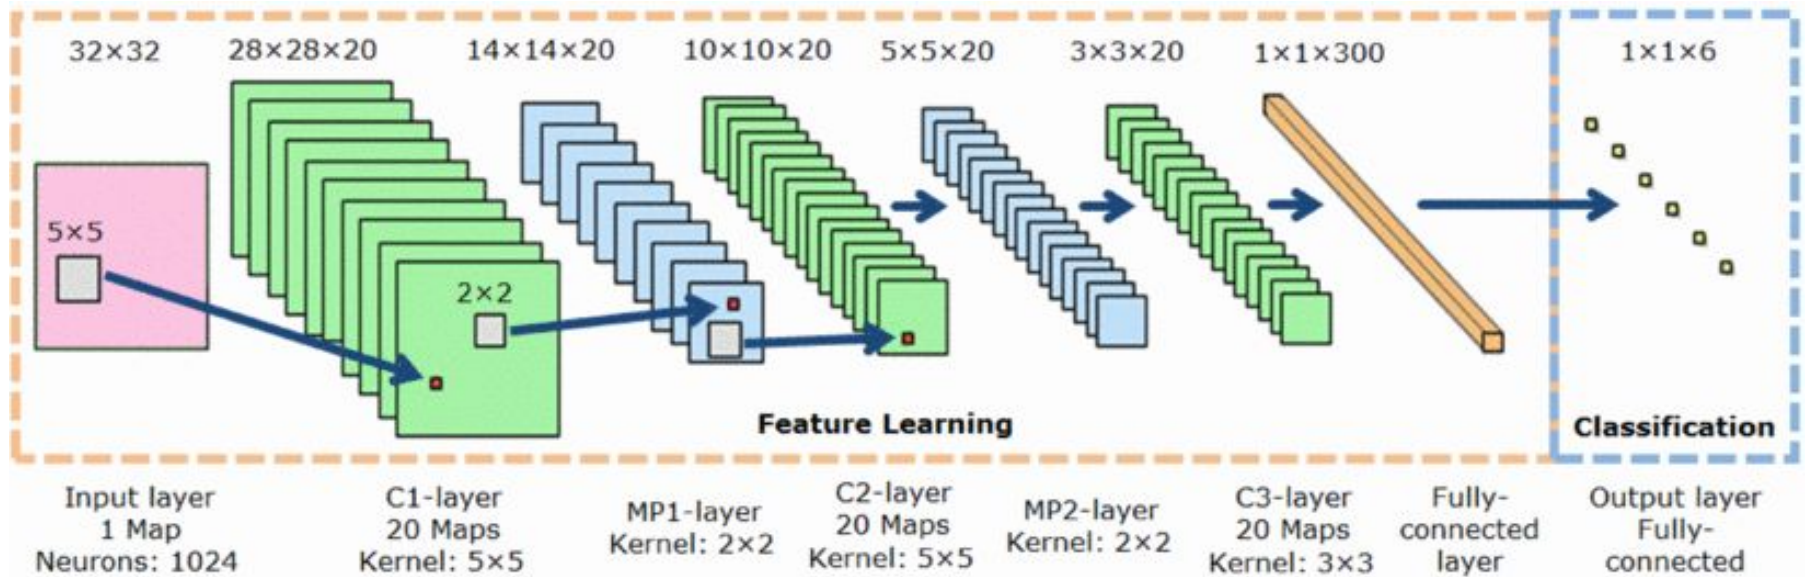 32×32 28×28×20 14×14×20 10×10×20 5×5×20 3×3×20 1×1×300 1×1×6
5×5
2×2
Feature Learning
Classification
Input layer
1 Map
Neurons: 1024
C1-layer
20 Maps
Kernel: 5×5
MP1-layer
Kernel: 2×2
C2-layer
20 Maps
Kernel: 5×5
MP2-layer
Kernel: 2×2
C3-layer
20 Maps
Kernel: 3×3
Fully-
connected
layer
Output layer
Fully-
connected